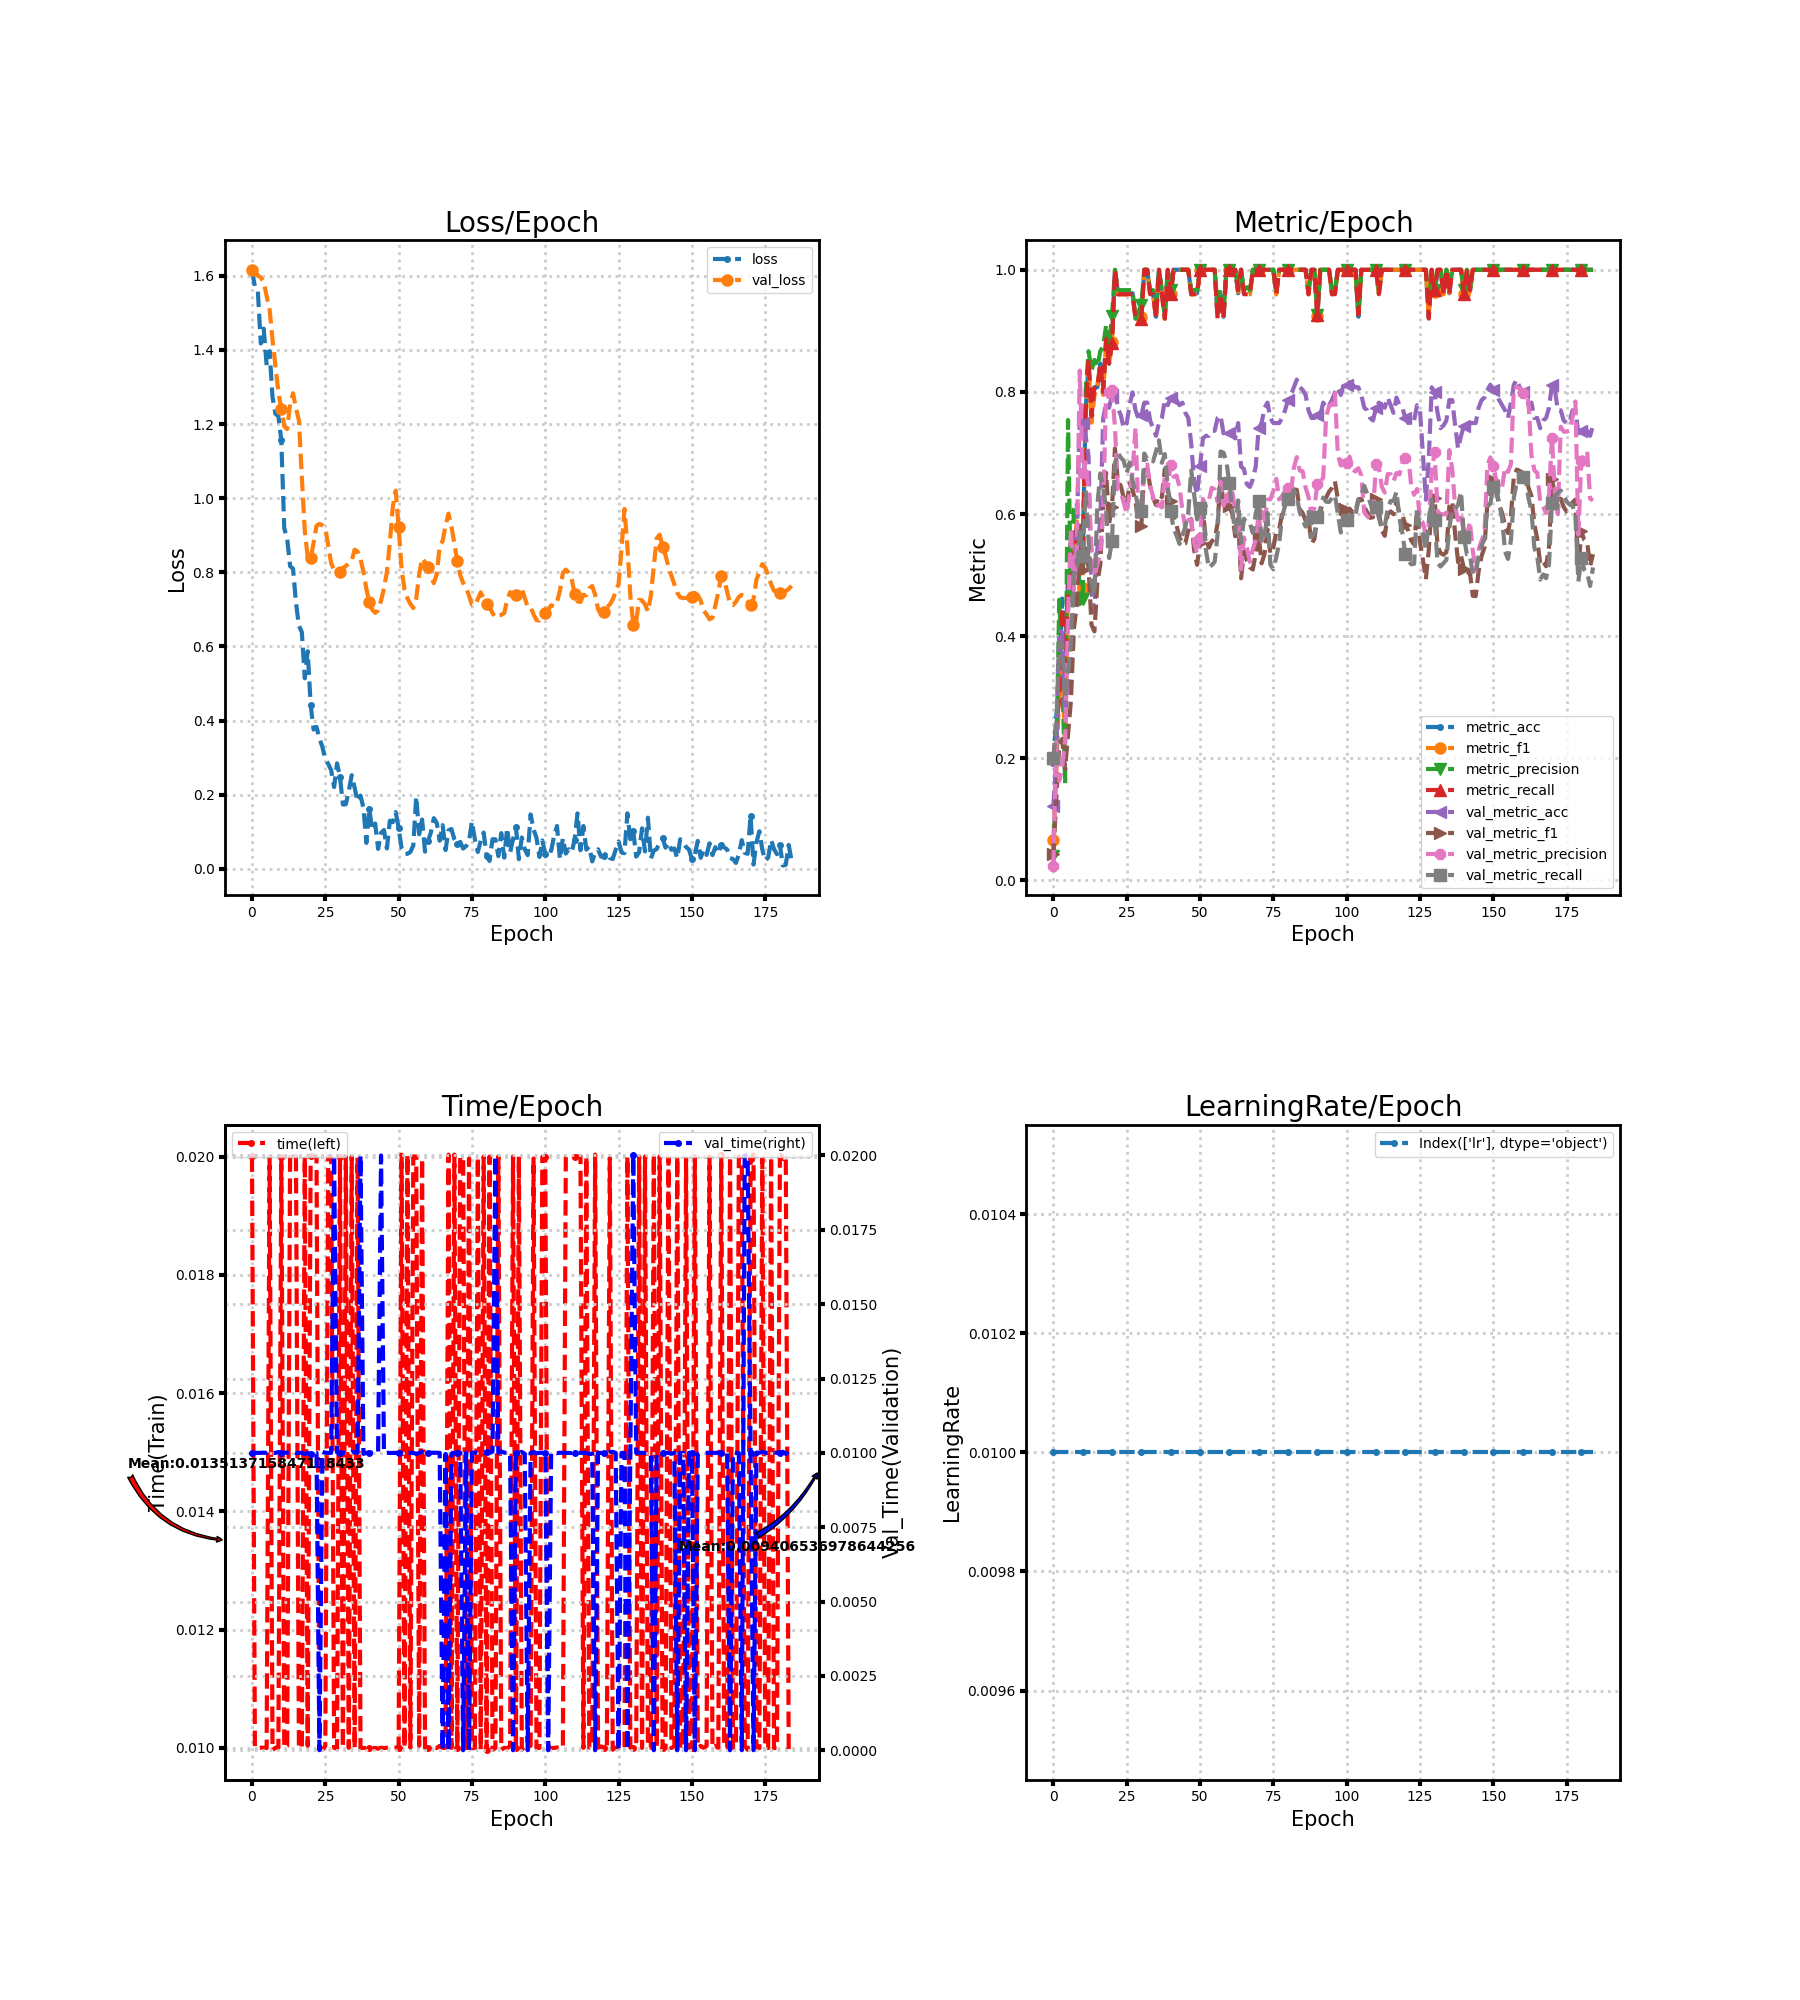 Loss/Epoch
loss
val_loss
1.6
1.4
1.2
1.0
0.8
0.6
0.4
0.2
0.0
Loss
0 25 50 75 100 125 150 175
Epoch
Metric/Epoch
1.0
0.8
0.6
0.4
0.2
0.0
Metric
metric_acc
metric_f1
metric_precision
metric_recall
val_metric_acc
val_metric_f1
val_metric_precision
val_metric_recall
0 25 50 75 100 125 150 175
Epoch
Time/Epoch
time(left)
val_time(right)
0.020
0.018
0.016
0.014
0.012
0.010
Time(Train)
Mean:0.013513715847118433
0.0200
0.0175
0.0150
0.0125
0.0100
0.0075
0.0050
0.0025
0.0000
Val_Time(Validation)
Mean:0.009406536978644256
0 25 50 75 100 125 150 175
Epoch
LearningRate/Epoch
Index(['lr'], dtype='object')
0.0104
0.0102
0.0100
0.0098
0.0096
LearningRate
0 25 50 75 100 125 150 175
Epoch